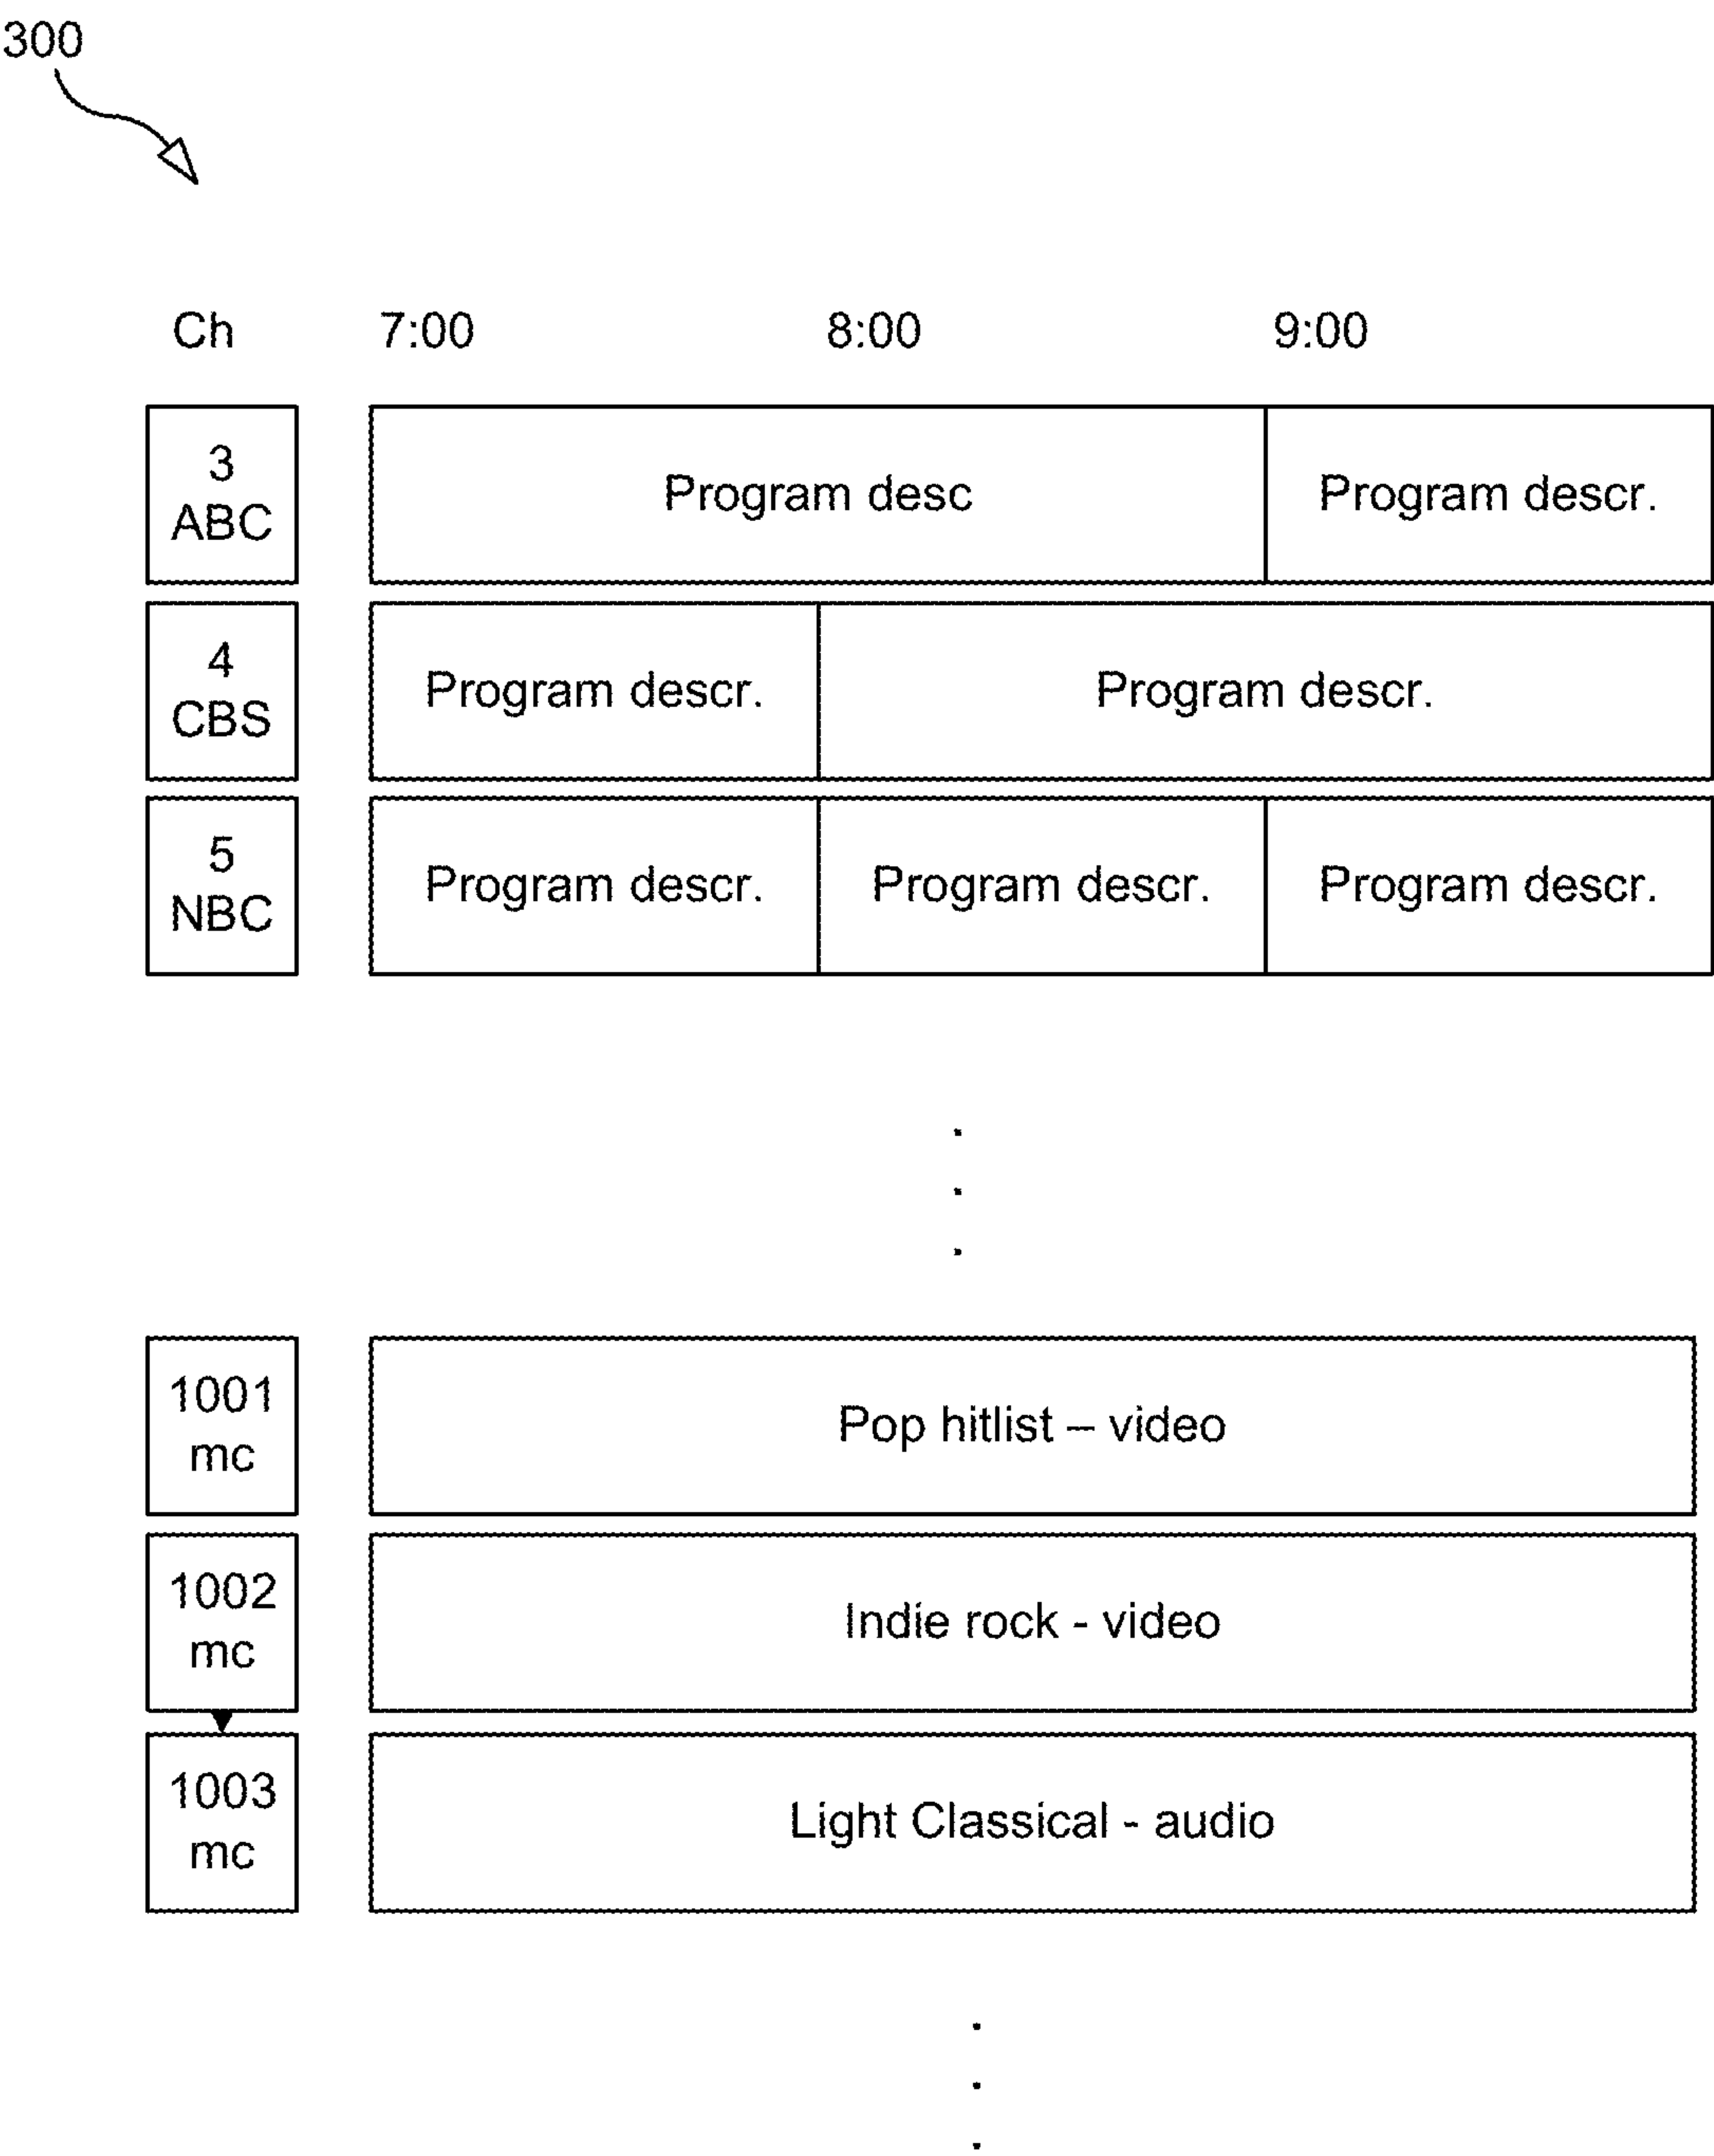 300
Ch 7:00 8:00 9:00
3
ABC
Program desc
Program descr.
4
CBS
Program descr.
Program descr.
5
NBC
Program descr.
Program descr.
Program descr.
1001
mc
Pop hitlist – video
1002
mc
Indie rock - video
1003
mc
Light Classical - audio